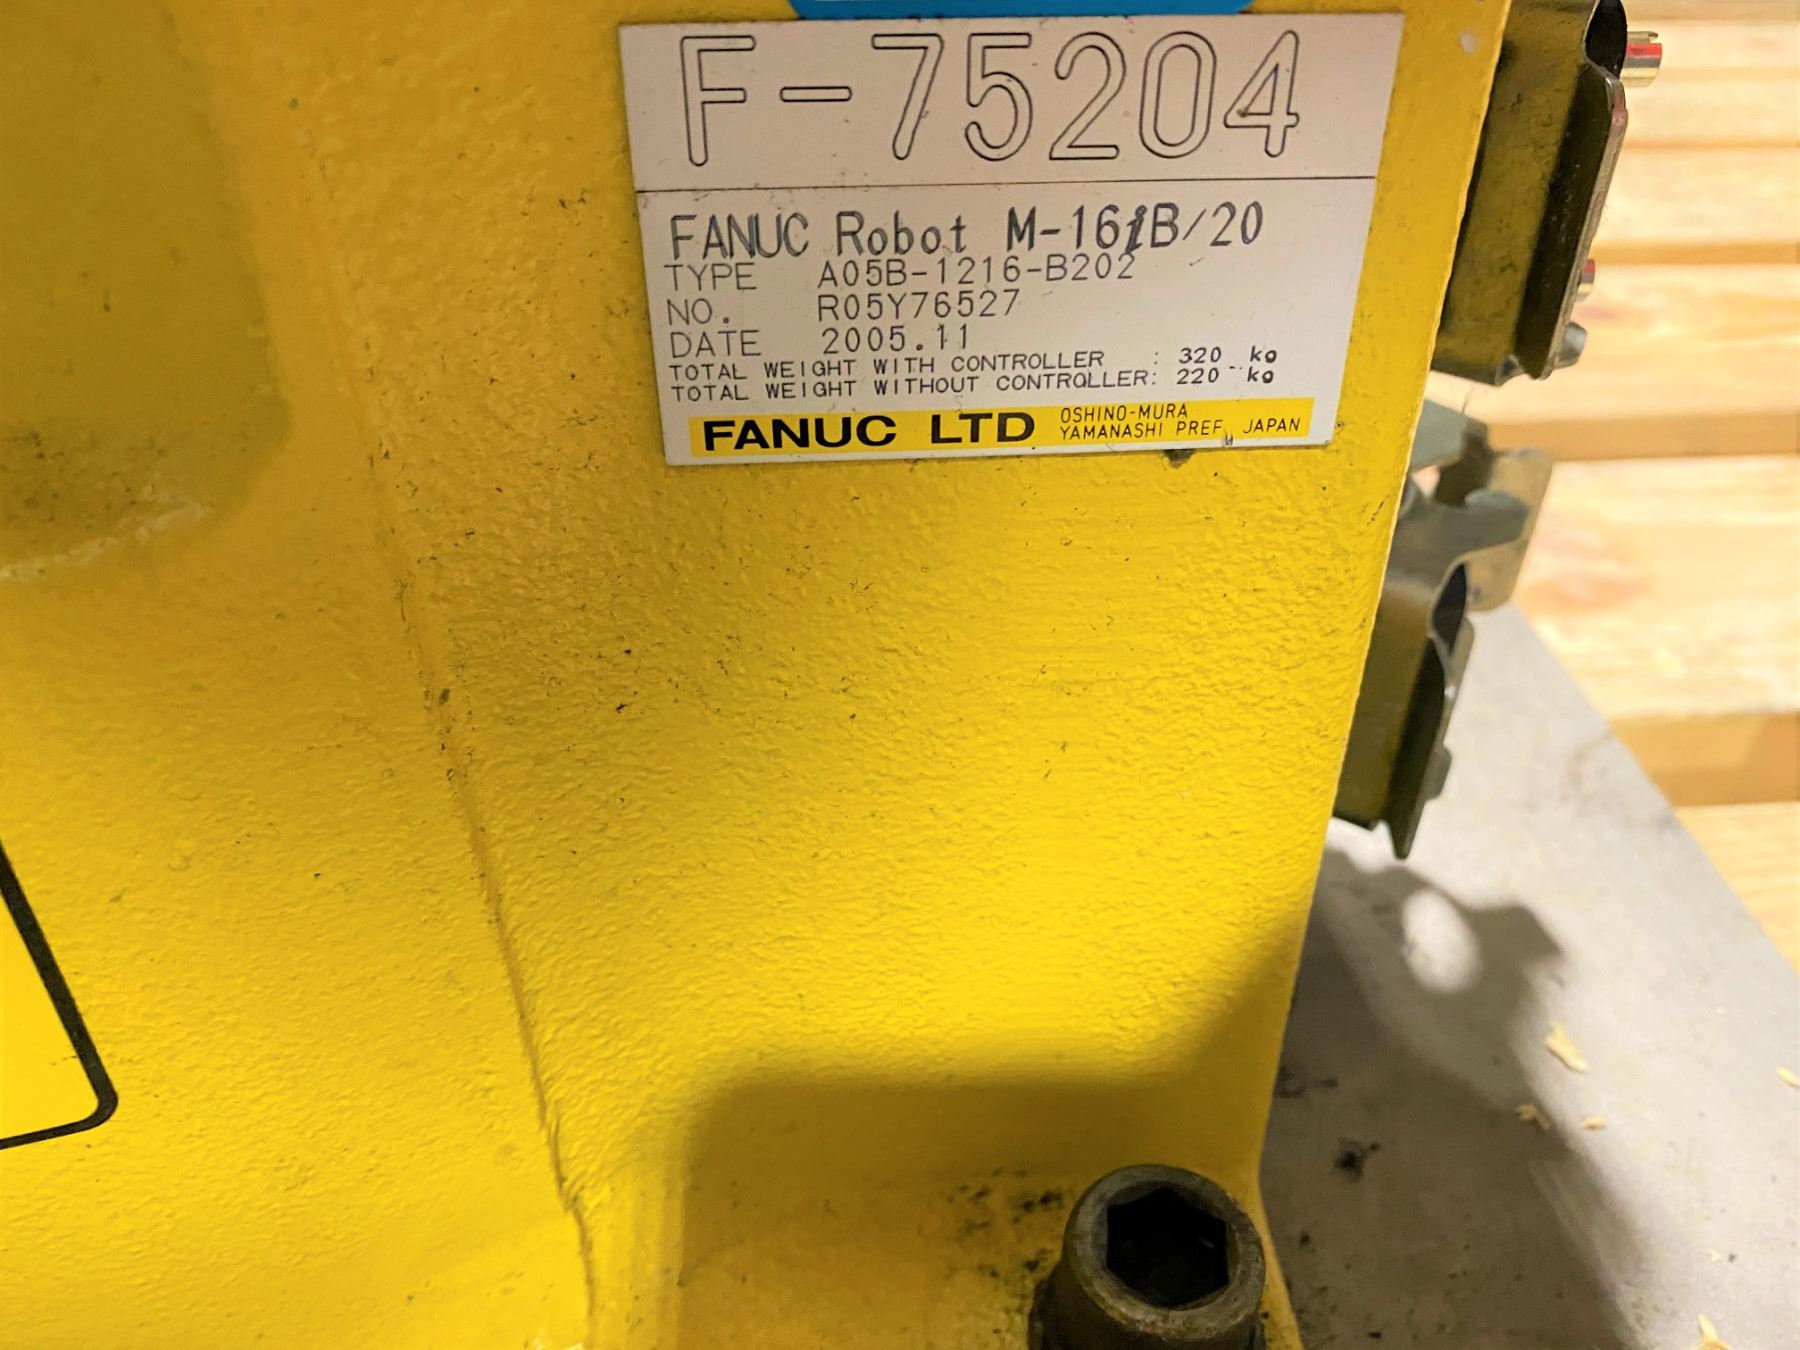 F-75204
FANUC Robot M-16iB/20
TYPE A05B-1216-B202
NO. R05Y76527
DATE 2005.11
TOTAL WEIGHT WITH CONTROLLER : 320 kg
TOTAL WEIGHT WITHOUT CONTROLLER: 220 kg
FANUC LTD OSHINO-MURA
YAMANASHI PREF, JAPAN